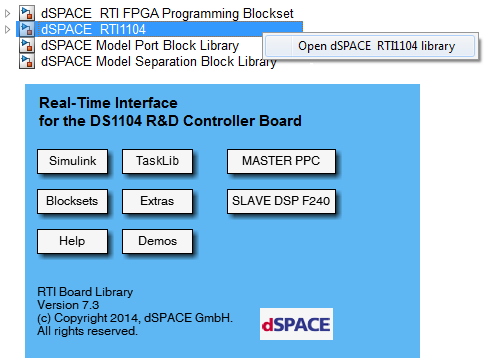 dSPACE RTI FPGA Programming Blockset
dSPACE RTI1104
Open dSPACE RTI1104 library
dSPACE Model Port Block Library
dSPACE Model Separation Block Library
Real-Time Interface
for the DS1104 R&D Controller Board
Simulink
TaskLib
MASTER PPC
Blocksets
Extras
SLAVE DSP F240
Help
Demos
RTI Board Library
Version 7.3
(c) Copyright 2014, dSPACE GmbH.
All rights reserved.
dSPACE